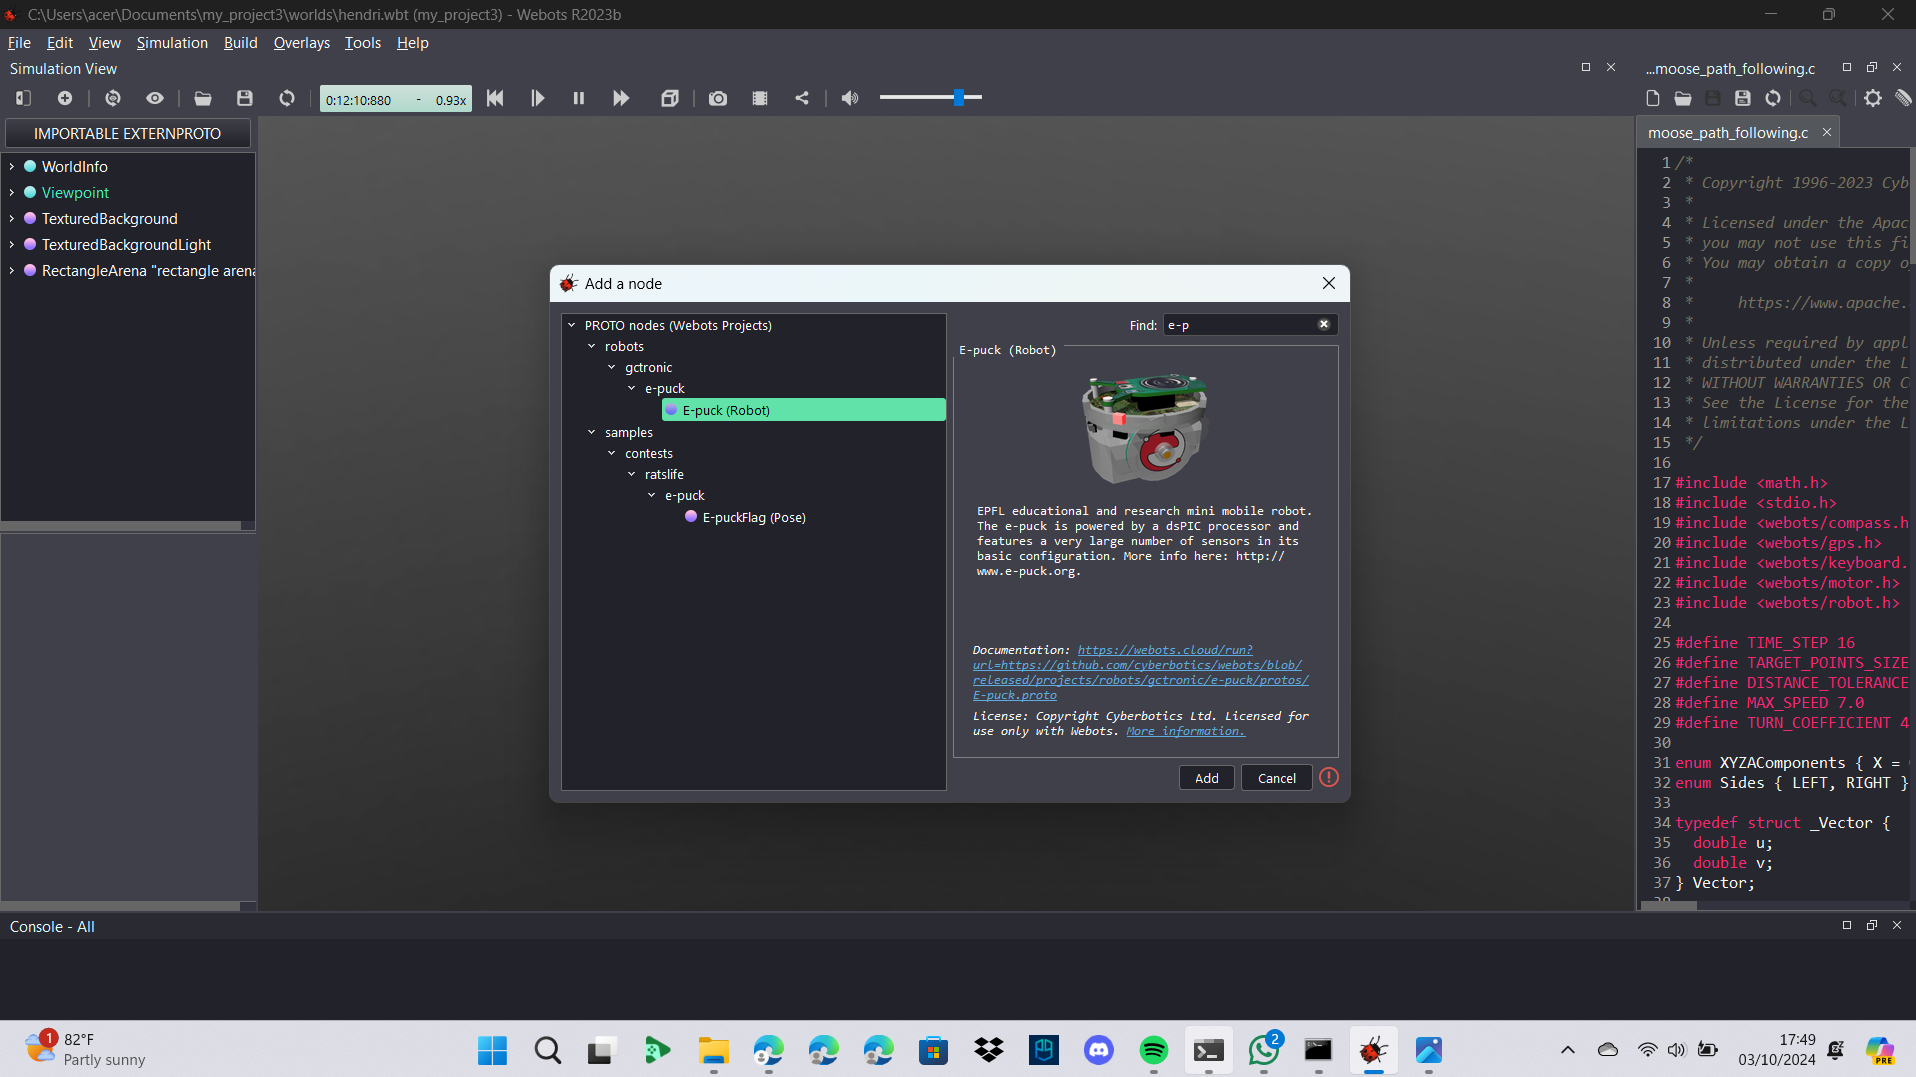 C:\Users\acer\Documents\my_project3\worlds\hendri.wbt (my_project3) - Webots R2023b
File Edit View Simulation Build Overlays Tools Help
Simulation View
0:12:10:880 - 0.93x
IMPORTABLE EXTERNPROTO
WorldInfo
Viewpoint
TexturedBackground
TexturedBackgroundLight
RectangleArena "rectangle arena
Add a node
PROTO nodes (Webots Projects)
robots
gctronic
e-puck
E-puck (Robot)
samples
contests
ratslife
e-puck
E-puckFlag (Pose)
Find: e-p
E-puck (Robot)
EPFL educational and research mini mobile robot.
The e-puck is powered by a dsPIC processor and
features a very large number of sensors in its
basic configuration. More info here: http://
www.e-puck.org.
Documentation: https://webots.cloud/run?
url=https://github.com/cyberbotics/webots/blob/
released/projects/robots/gctronic/e-puck/protos/
E-puck.proto
License: Copyright Cyberbotics Ltd. Licensed for
use only with Webots. More information.
Add Cancel
...moose_path_following.c
moose_path_following.c
1 /*
2 * Copyright 1996-2023 Cyb
3 *
4 * Licensed under the Apac
5 * you may not use this fi
6 * You may obtain a copy o
7 *
8 * https://www.apache.
9 *
10 * Unless required by appl
11 * distributed under the L
12 * WITHOUT WARRANTIES OR C
13 * See the License for the
14 * limitations under the L
15 */
16
17 #include <math.h>
18 #include <stdio.h>
19 #include <webots/compass.h
20 #include <webots/gps.h>
21 #include <webots/keyboard.
22 #include <webots/motor.h>
23 #include <webots/robot.h>
24
25 #define TIME_STEP 16
26 #define TARGET_POINTS_SIZE
27 #define DISTANCE_TOLERANCE
28 #define MAX_SPEED 7.0
29 #define TURN_COEFFICIENT 4
30
31 enum XYZAComponents { X =
32 enum Sides { LEFT, RIGHT }
33
34 typedef struct _Vector {
35 double u;
36 double v;
37 } Vector;
38
Console - All
1
82°F
Partly sunny
2
17:49
03/10/2024
PRE